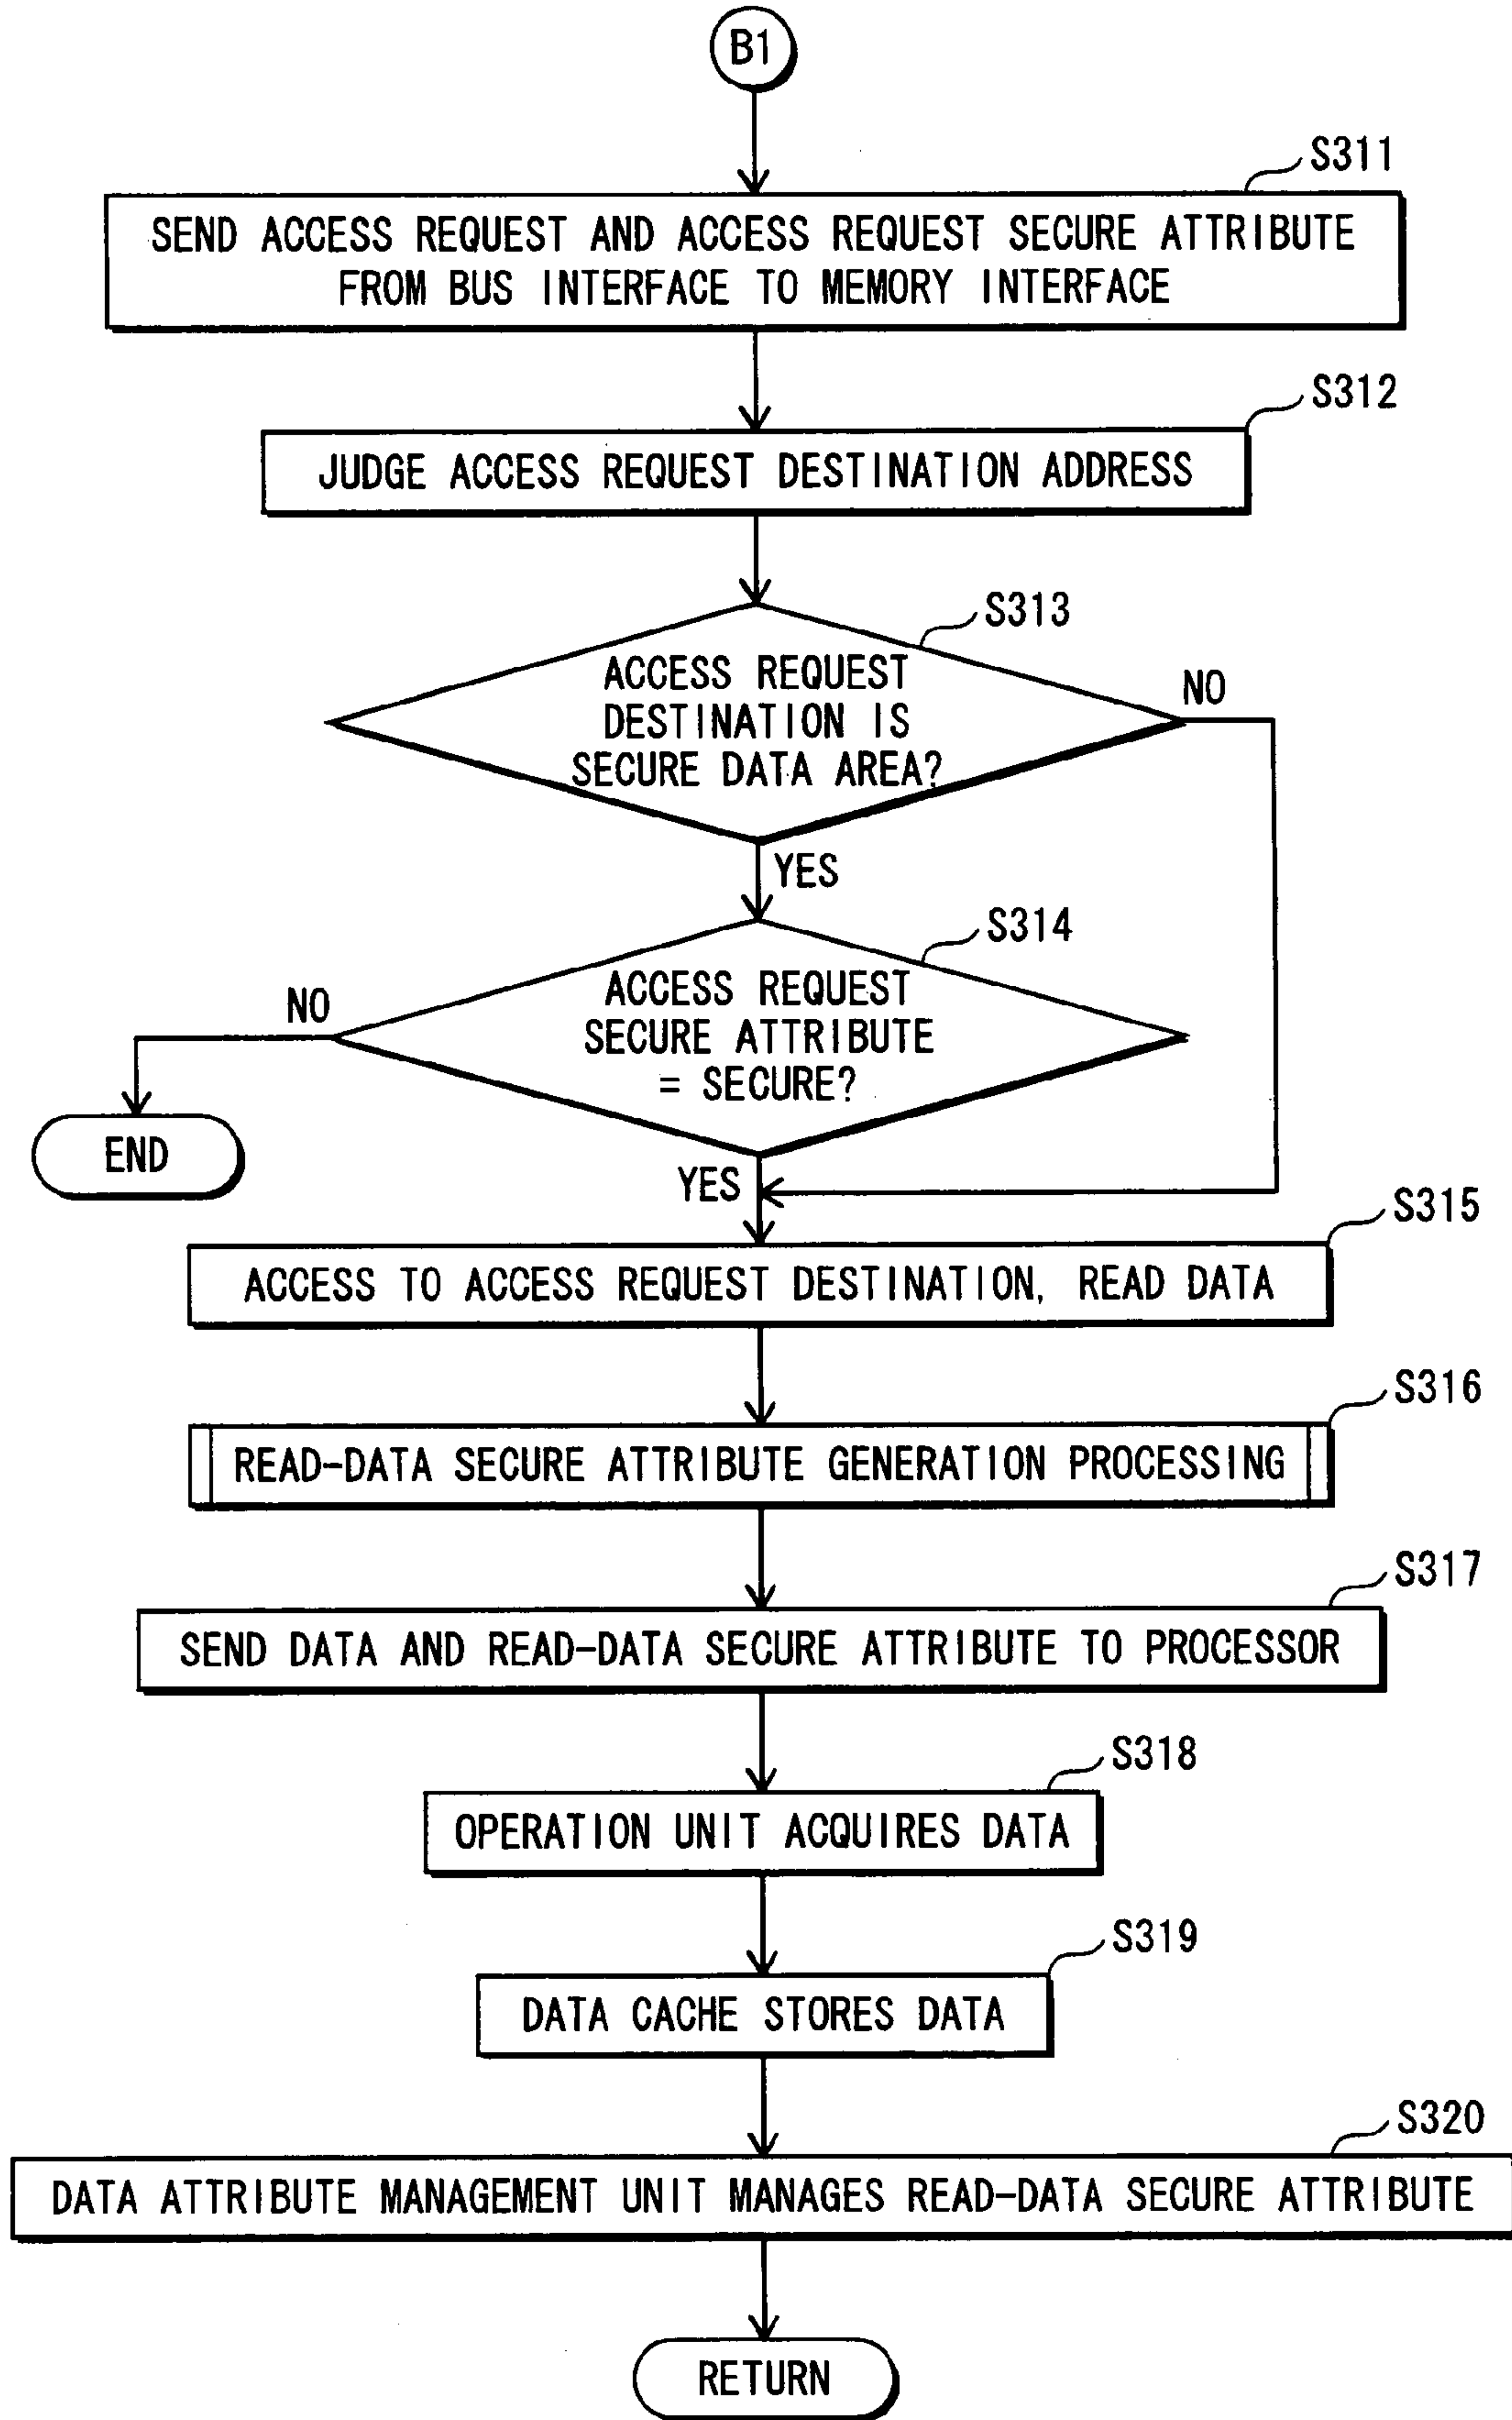 B1
S311
SEND ACCESS REQUEST AND ACCESS REQUEST SECURE ATTRIBUTE
FROM BUS INTERFACE TO MEMORY INTERFACE
S312
JUDGE ACCESS REQUEST DESTINATION ADDRESS
S313
ACCESS REQUEST
DESTINATION IS
SECURE DATA AREA?
NO
YES
S314
ACCESS REQUEST
SECURE ATTRIBUTE
= SECURE?
NO
END
YES
S315
ACCESS TO ACCESS REQUEST DESTINATION, READ DATA
S316
READ-DATA SECURE ATTRIBUTE GENERATION PROCESSING
S317
SEND DATA AND READ-DATA SECURE ATTRIBUTE TO PROCESSOR
S318
OPERATION UNIT ACQUIRES DATA
S319
DATA CACHE STORES DATA
S320
DATA ATTRIBUTE MANAGEMENT UNIT MANAGES READ-DATA SECURE ATTRIBUTE
RETURN